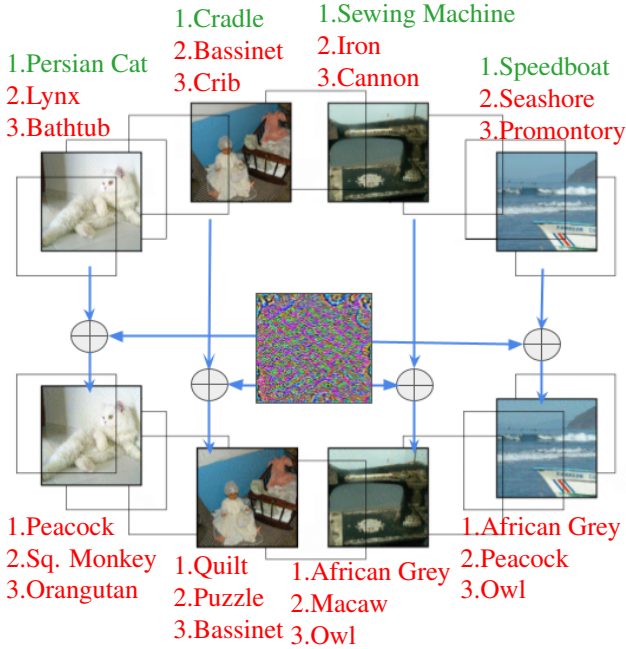 1.Persian Cat
2.Lynx
3.Bathtub
1.Cradle
2.Bassinet
3.Crib
1.Sewing Machine
2.Iron
3.Cannon
1.Speedboat
2.Seashore
3.Promontory
1.Peacock
2.Sq. Monkey
3.Orangutan
1.Quilt
2.Puzzle
3.Bassinet
1.African Grey
2.Macaw
3.Owl
1.African Grey
2.Peacock
3.Owl